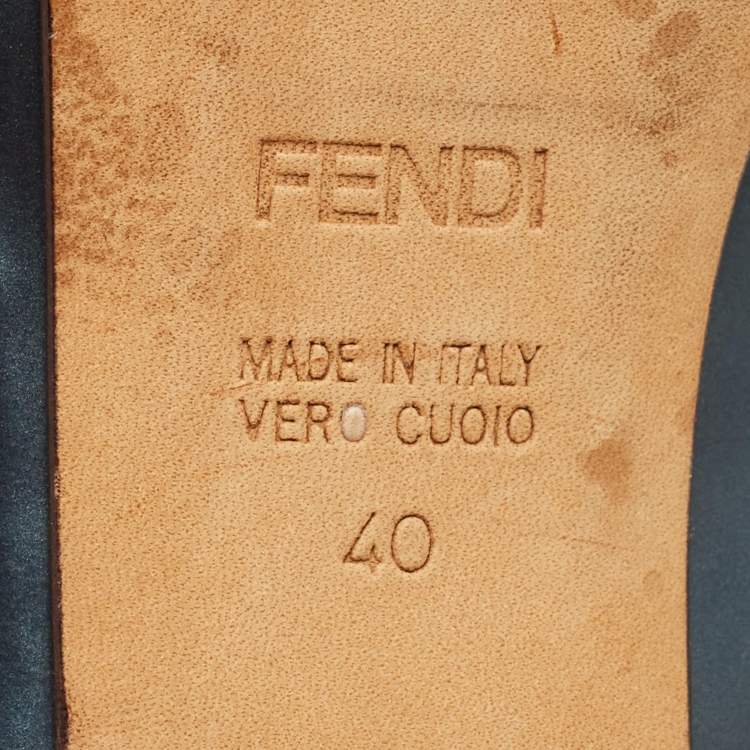 FENDI
MADE IN ITALY
VERO CUOIO
40